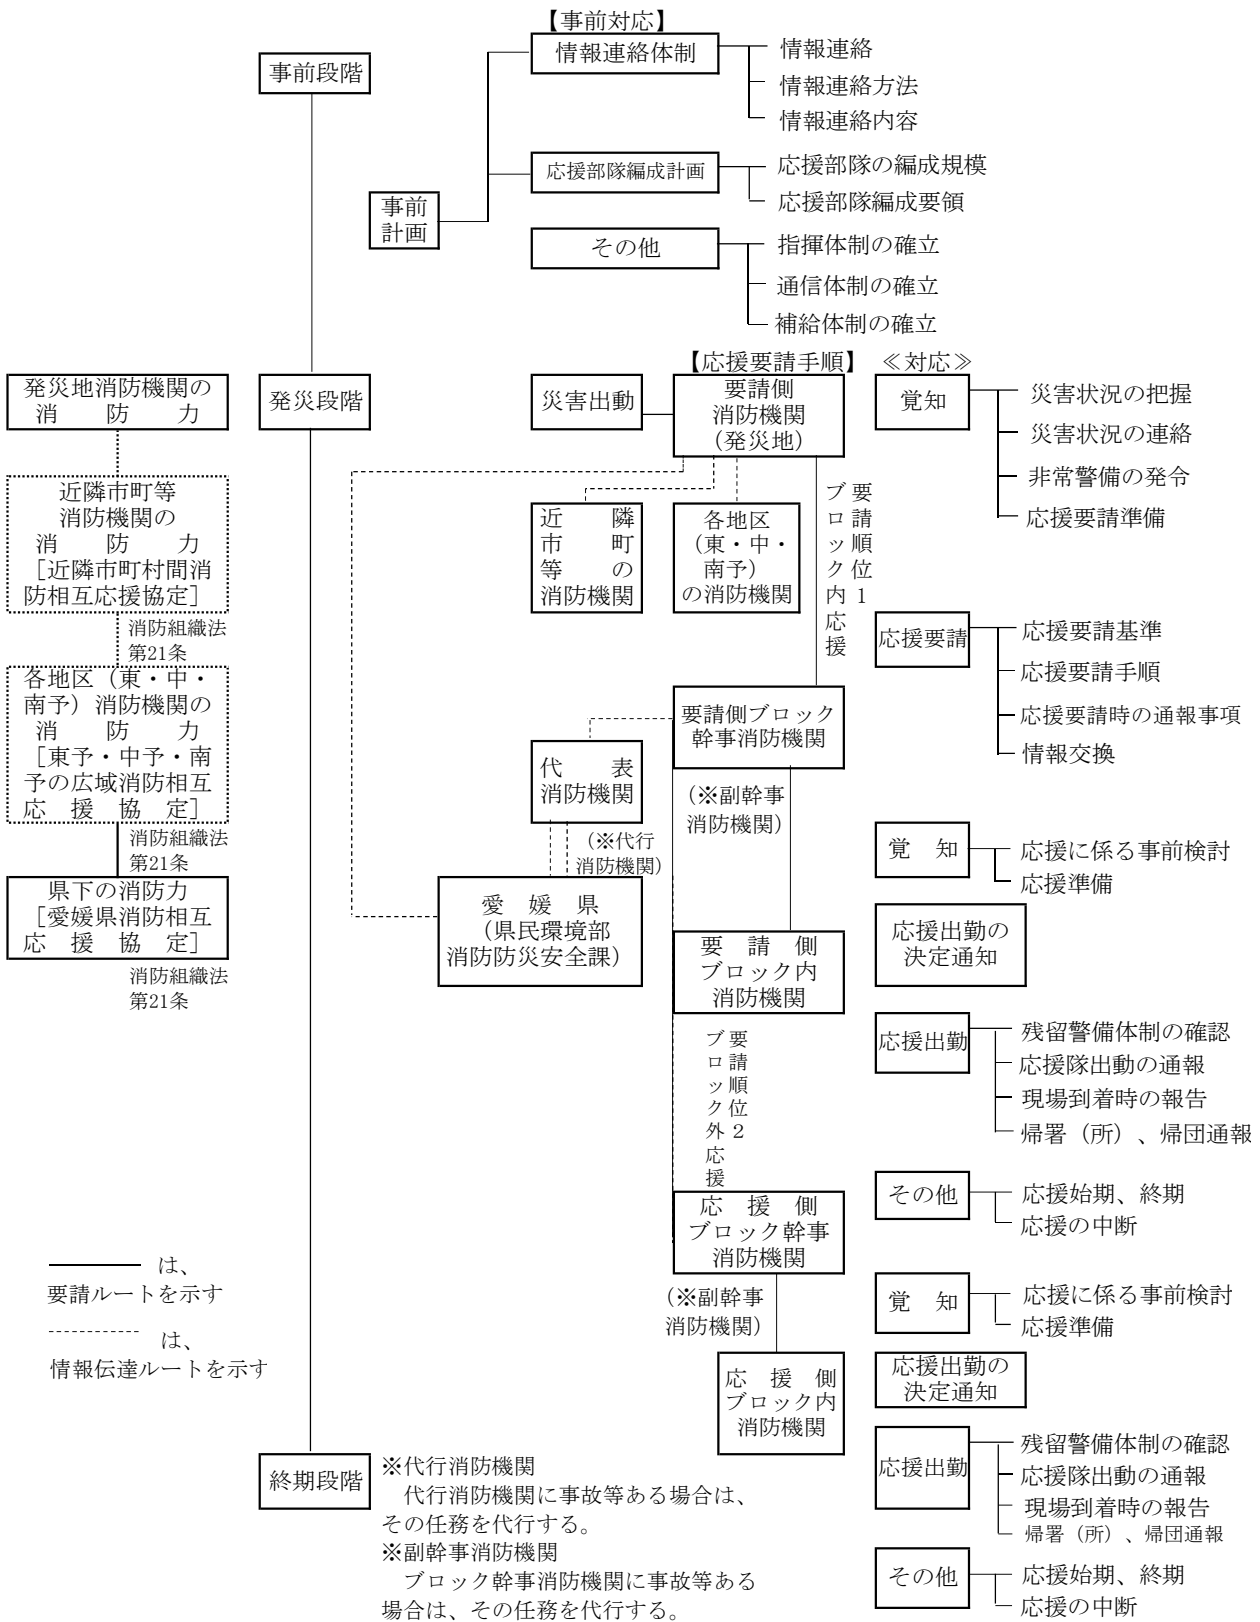 【事前対応】
事前段階
情報連絡体制
情報連絡
情報連絡方法
情報連絡内容
事前
計画
応援部隊編成計画
応援部隊の編成規模
応援部隊編成要領
その他
指揮体制の確立
通信体制の確立
補給体制の確立
【応援要請手順】
≪対応≫
発災地消防機関の
消防力
近隣市町等
消防機関の
消防力
［近隣市町村間消
防相互応援協定］
消防組織法
第21条
各地区（東・中・
南予）消防機関の
消防力
［東予・中予・南
予の広域消防相互
応援協定］
消防組織法
第21条
県下の消防力
［愛媛県消防相互
応援協定］
消防組織法
第21条
発災段階
災害出動
要請側
消防機関
（発災地）
近隣
市町
等の
消防機関
各地区
（東・中・
南予）
の消防機関
要請順位1
ブロック内応援
要請側ブロック
幹事消防機関
代表
消防機関
（※副幹事
消防機関）
（※代行
消防機関）
愛媛県
（県民環境部
消防防災安全課）
要請側
ブロック内
消防機関
要請順位2
ブロック外応援
応援側
ブロック幹事
消防機関
（※副幹事
消防機関）
応援側
ブロック内
消防機関
覚知
災害状況の把握
災害状況の連絡
非常警備の発令
応援要請準備
応援要請
応援要請基準
応援要請手順
応援要請時の通報事項
情報交換
覚知
応援に係る事前検討
応援準備
応援出勤の
決定通知
応援出勤
残留警備体制の確認
応援隊出動の通報
現場到着時の報告
帰署（所）、帰団通報
その他
応援始期、終期
応援の中断
覚知
応援に係る事前検討
応援準備
応援出勤の
決定通知
応援出勤
残留警備体制の確認
応援隊出動の通報
現場到着時の報告
帰署（所）、帰団通報
その他
応援始期、終期
応援の中断
は、
要請ルートを示す
は、
情報伝達ルートを示す
終期段階
※代行消防機関
代行消防機関に事故等ある場合は、
その任務を代行する。
※副幹事消防機関
ブロック幹事消防機関に事故等ある
場合は、その任務を代行する。